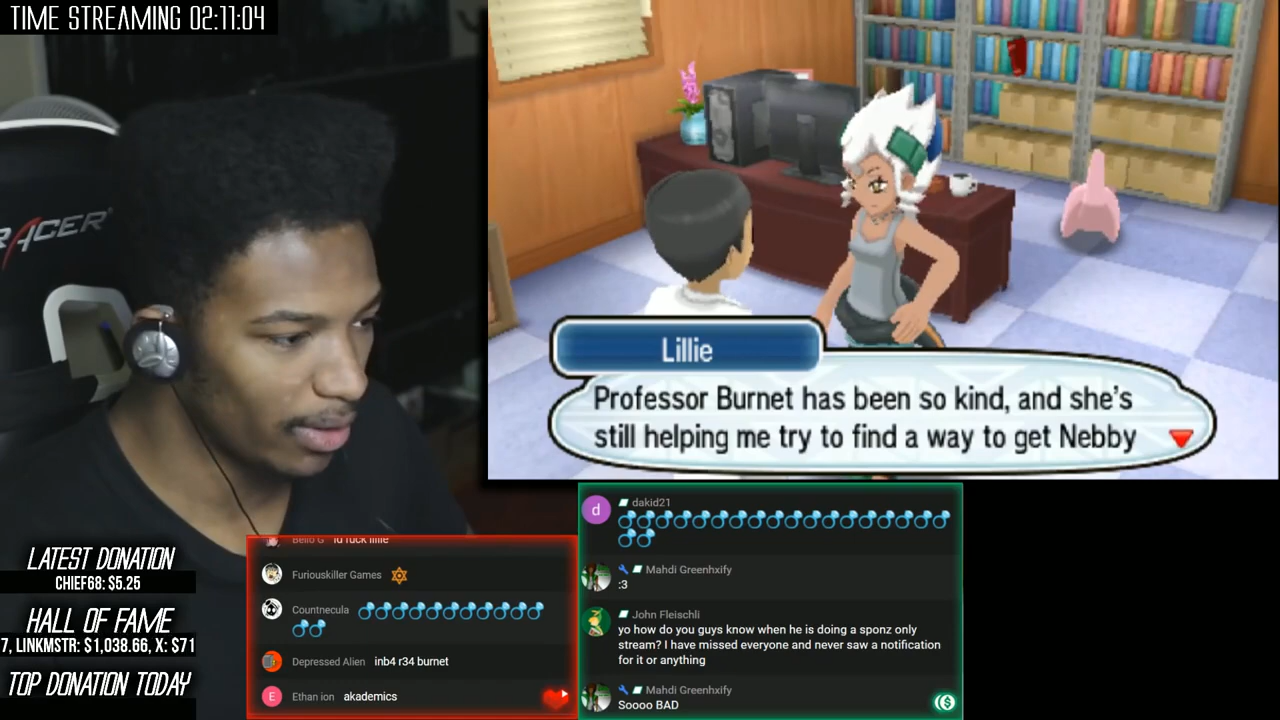 TIME STREAMING 02:11:04
RACER
Lillie
Professor Burnet has been so kind, and she's
still helping me try to find a way to get Nebby
LATEST DONATION
CHIEF68: $5.25
HALL OF FAME
7, LINKMSTR: $1,038.66, X: $71
TOP DONATION TODAY
Bello G id fuck lillie
Furiouskiller Games
Countnecula
Depressed Alien inb4 r34 burnet
E Ethan ion akademics
d dakid21
Mahdi Greenhxify
:3
John Fleischli
yo how do you guys know when he is doing a sponz only
stream? I have missed everyone and never saw a notification
for it or anything
Mahdi Greenhxify
Soooo BAD